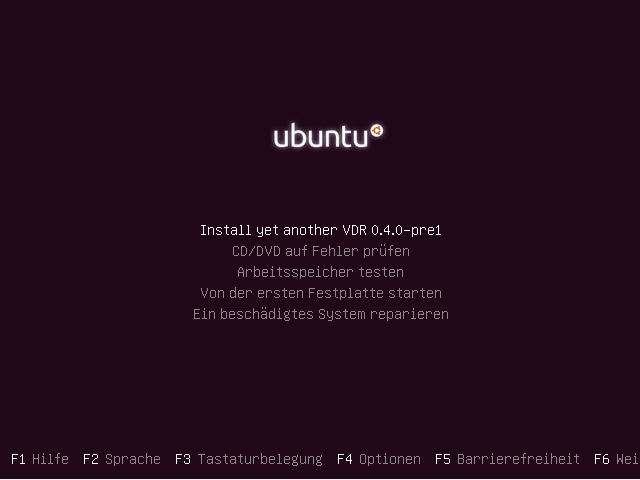 ubuntu
Install yet another VDR 0.4.0-pre1
CD/DVD auf Fehler prüfen
Arbeitsspeicher testen
Von der ersten Festplatte starten
Ein beschädigtes System reparieren
F1 Hilfe F2 Sprache F3 Tastaturbelegung F4 Optionen F5 Barrierefreiheit F6 Wei